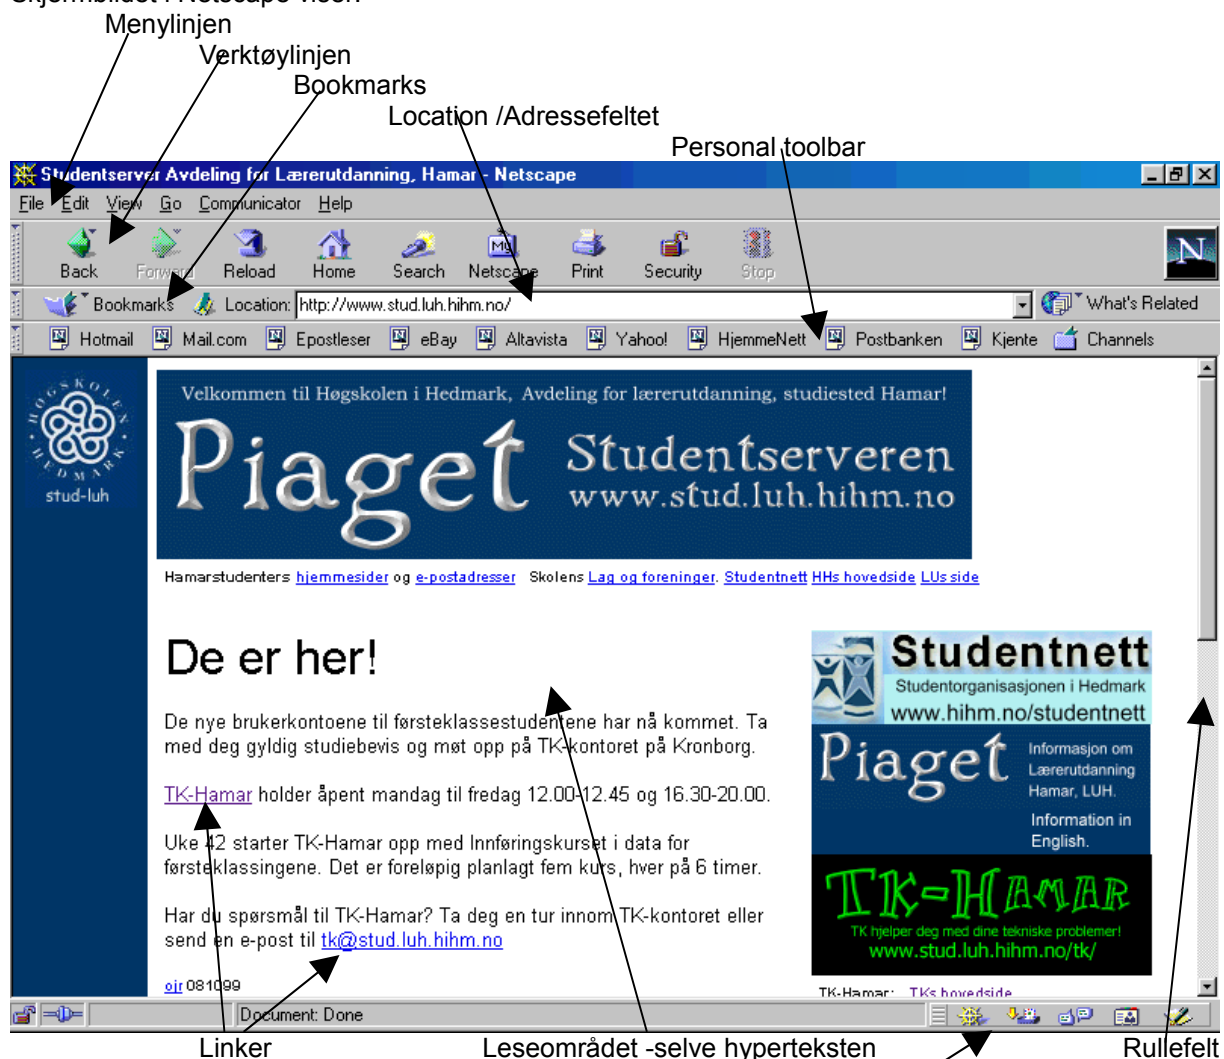 Skjermbildet i Netscape viser:
Menylinjen
Verktøylinjen
Bookmarks
Location /Adressefeltet
Personal toolbar
Studentserver Avdeling for Lærerutdanning, Hamar - Netscape
File Edit View Go Communicator Help
Back Forward Reload Home Search Netscape Print Security Stop
My
N
Bookmarks Location: http://www.stud.luh.hihm.no/ What's Related
Hotmail Mail.com Epostleser eBay Altavista Yahoo! HjemmeNett Postbanken Kjente Channels
HØGSKOLEN
HEDMARK
stud-luh
Velkommen til Høgskolen i Hedmark, Avdeling for lærerutdanning, studiested Hamar!
Piaget Studentserveren
www.stud.luh.hihm.no
Hamarstudenters hjemmesider og e-postadresser Skolens Lag og foreninger. Studentnett HHs hovedside LUs side
De er her!
De nye brukerkontoene til førsteklassestudentene har nå kommet. Ta
med deg gyldig studiebevis og møt opp på TK-kontoret på Kronborg.
TK-Hamar holder åpent mandag til fredag 12.00-12.45 og 16.30-20.00.
Uke 42 starter TK-Hamar opp med Innføringskurset i data for
førsteklassingene. Det er foreløpig planlagt fem kurs, hver på 6 timer.
Har du spørsmål til TK-Hamar? Ta deg en tur innom TK-kontoret eller
send en e-post til tk@stud.luh.hihm.no
ojr 081099
Studentnett
Studentorganisasjonen i Hedmark
www.hihm.no/studentnett
Piaget
Informasjon om
Lærerutdanning
Hamar, LUH.
Information in
English.
TK-HAMAR
TK hjelper deg med dine tekniske problemer!
www.stud.luh.hihm.no/tk/
TK-Hamar: TKs hovedside
Document: Done
Linker
Leseområdet -selve hyperteksten
Rullefelt